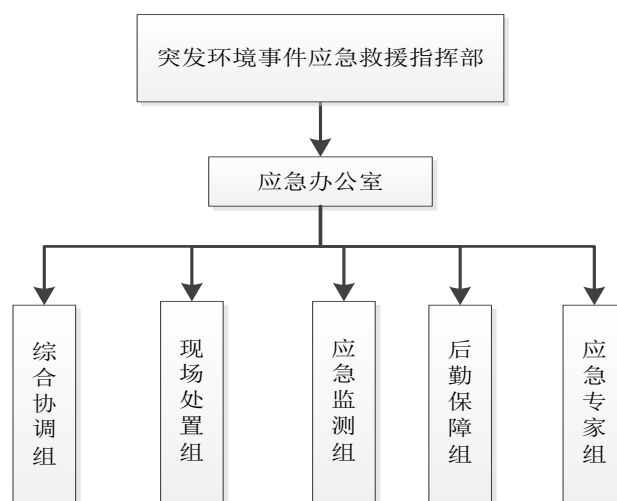 突发环境事件应急救援指挥部
应急办公室
综合协调组
现场处置组
应急监测组
后勤保障组
应急专家组